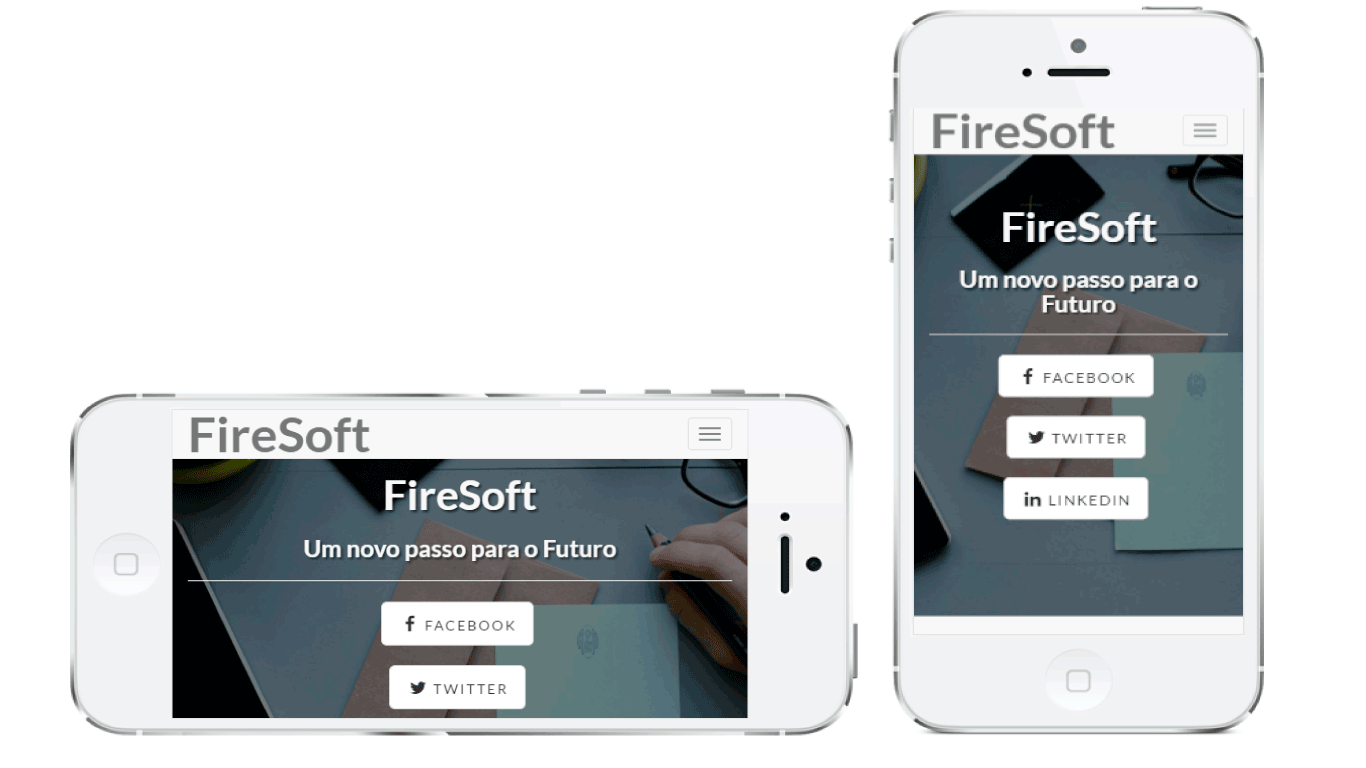 FireSoft
FireSoft
Um novo passo para o Futuro
FACEBOOK
TWITTER
FireSoft
FireSoft
Um novo passo para o
Futuro
FACEBOOK
TWITTER
LINKEDIN